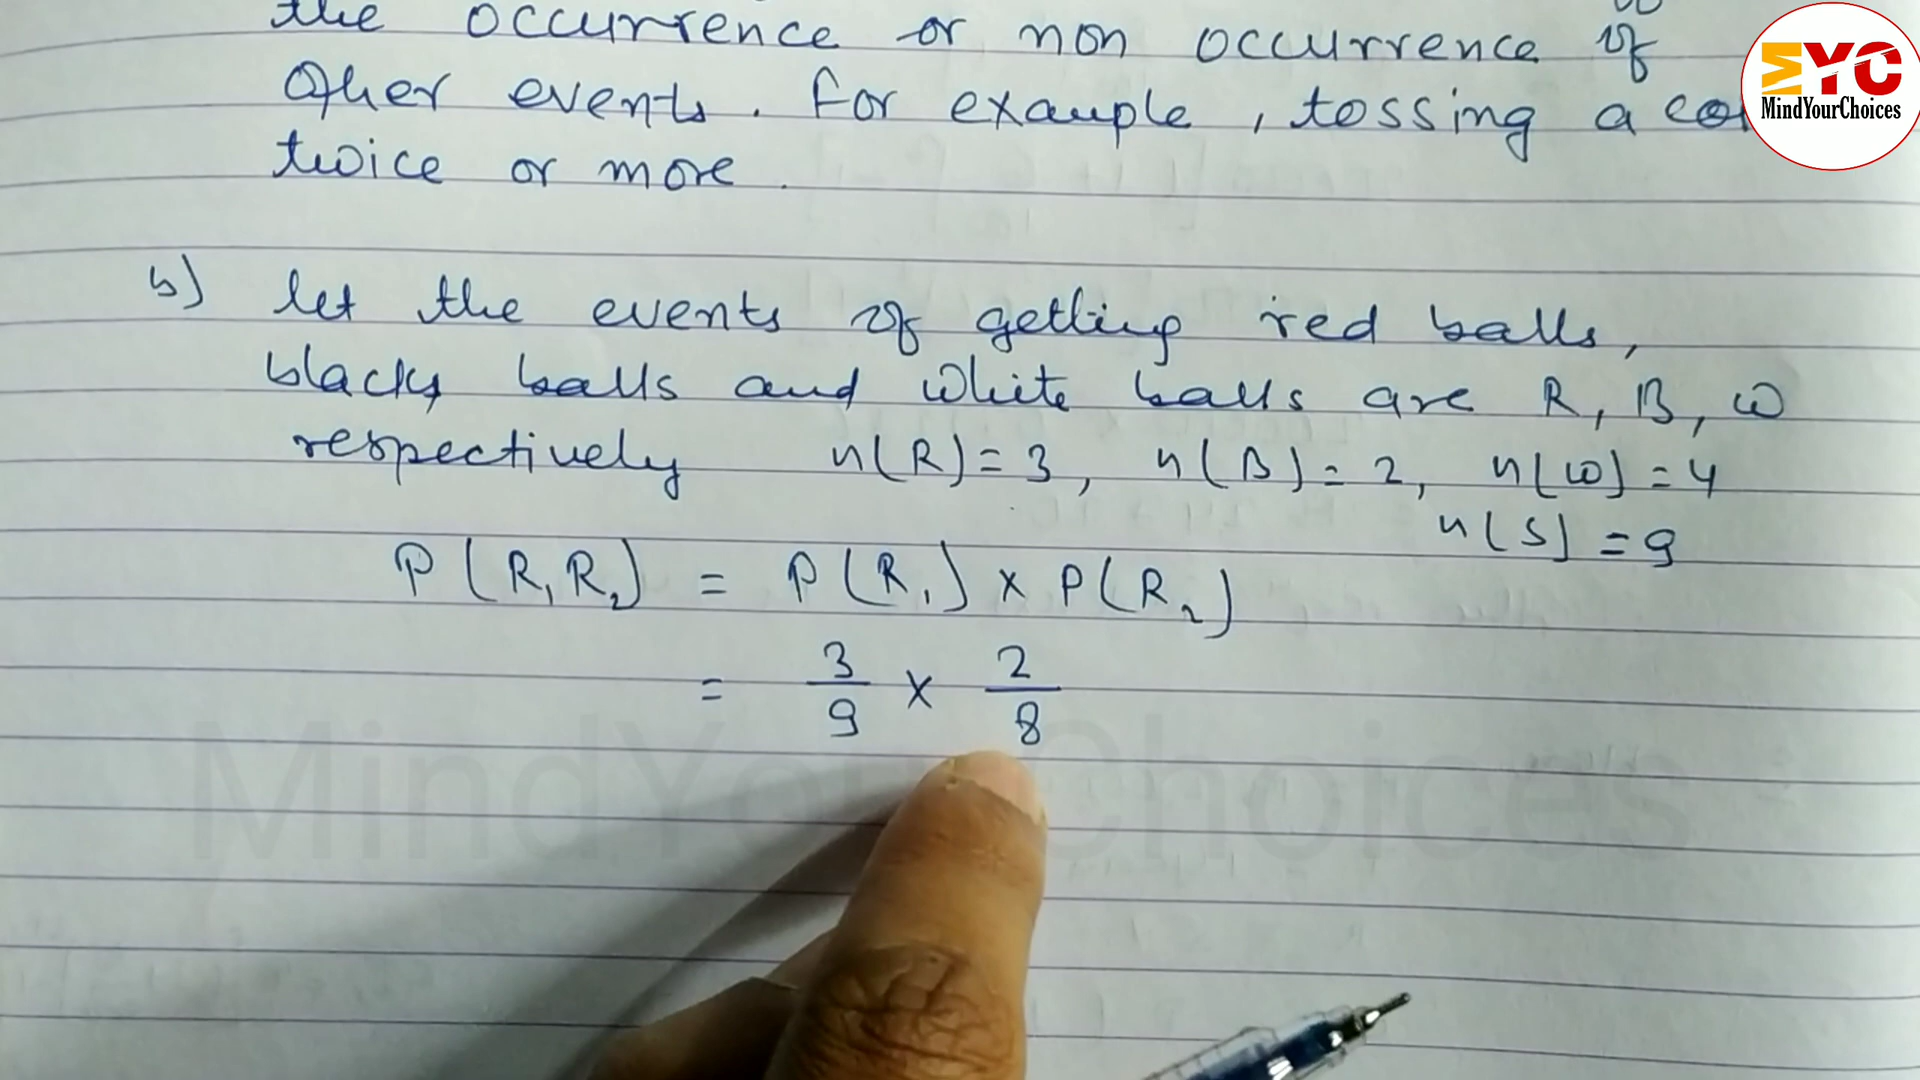 the occurrence or non occurrence of
other events. For example, tossing a
twice or more.
MYC
MindYourChoices
b) let the events of getting red balls,
black balls and white balls are R, B, W
respectively n(R) = 3, n(B) = 2, n(W) = 4
n(S) = 9
P(R₁R₂) = P(R₁) × P(R₂)
= 3/9 × 2/8
MindYourChoices